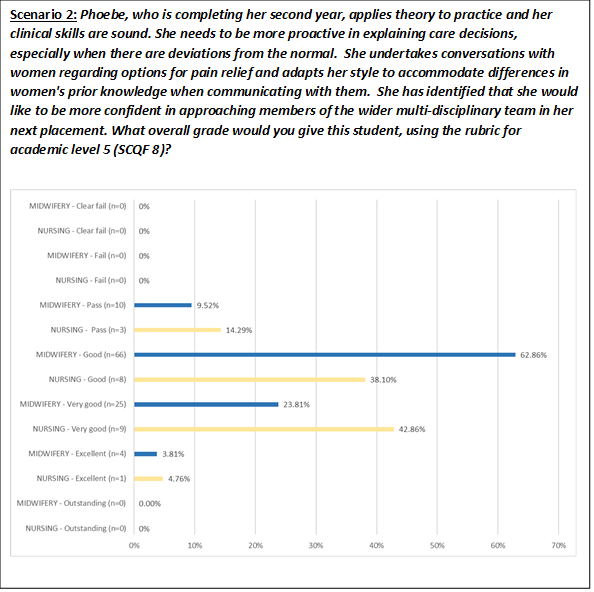 Scenario 2: Phoebe, who is completing her second year, applies theory to practice and her
clinical skills are sound. She needs to be more proactive in explaining care decisions,
especially when there are deviations from the normal.  She undertakes conversations with
women regarding options for pain relief and adapts her style to accommodate differences in
women's prior knowledge when communicating with them.  She has identified that she would
like to be more confident in approaching members of the wider multi-disciplinary team in her
next placement. What overall grade would you give this student, using the rubric for
academic level 5 (SCQF 8)?
MIDWIFERY - Clear fail (n=0) 0%
NURSING - Clear fail (n=0) 0%
MIDWIFERY - Fail (n=0) 0%
NURSING - Fail (n=0) 0%
MIDWIFERY - Pass (n=10) 9.52%
NURSING - Pass (n=3) 14.29%
MIDWIFERY - Good (n=66) 62.86%
NURSING - Good (n=8) 38.10%
MIDWIFERY - Very good (n=25) 23.81%
NURSING - Very good (n=9) 42.86%
MIDWIFERY - Excellent (n=4) 3.81%
NURSING - Excellent (n=1) 4.76%
MIDWIFERY - Outstanding (n=0) 0.00%
NURSING - Outstanding (n=0) 0%
0% 10% 20% 30% 40% 50% 60% 70%